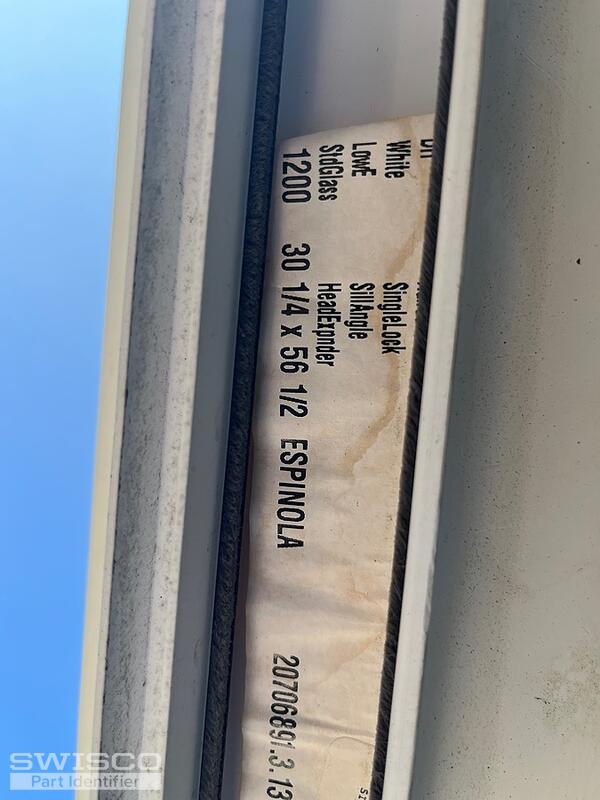 White SingleLock
LowE SillAngle
StdGlass HeadExpnder
1200 30 1/4 x 56 1/2 ESPINOLA 20706891.3.13
SWISCO
Part Identifier